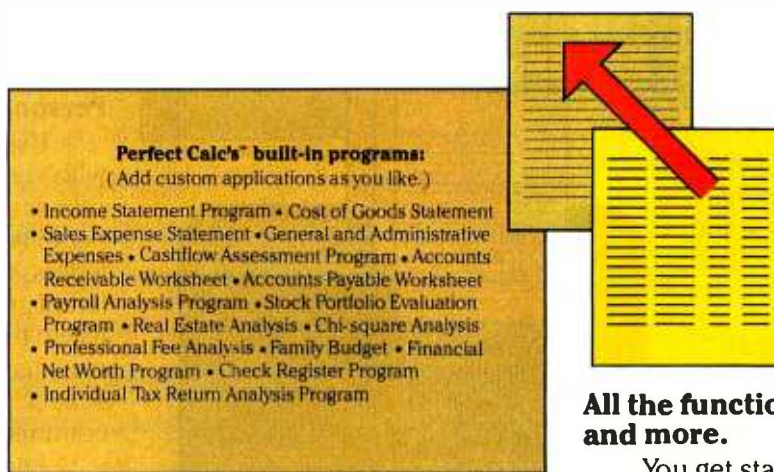 Perfect Calc's™ built-in programs:
(Add custom applications as you like.)
• Income Statement Program • Cost of Goods Statement
• Sales Expense Statement • General and Administrative
Expenses • Cashflow Assessment Program • Accounts
Receivable Worksheet • Accounts Payable Worksheet
• Payroll Analysis Program • Stock Portfolio Evaluation
Program • Real Estate Analysis • Chi-square Analysis
• Professional Fee Analysis • Family Budget • Financial
Net Worth Program • Check Register Program
• Individual Tax Return Analysis Program
All the functio
and more.
You get sta